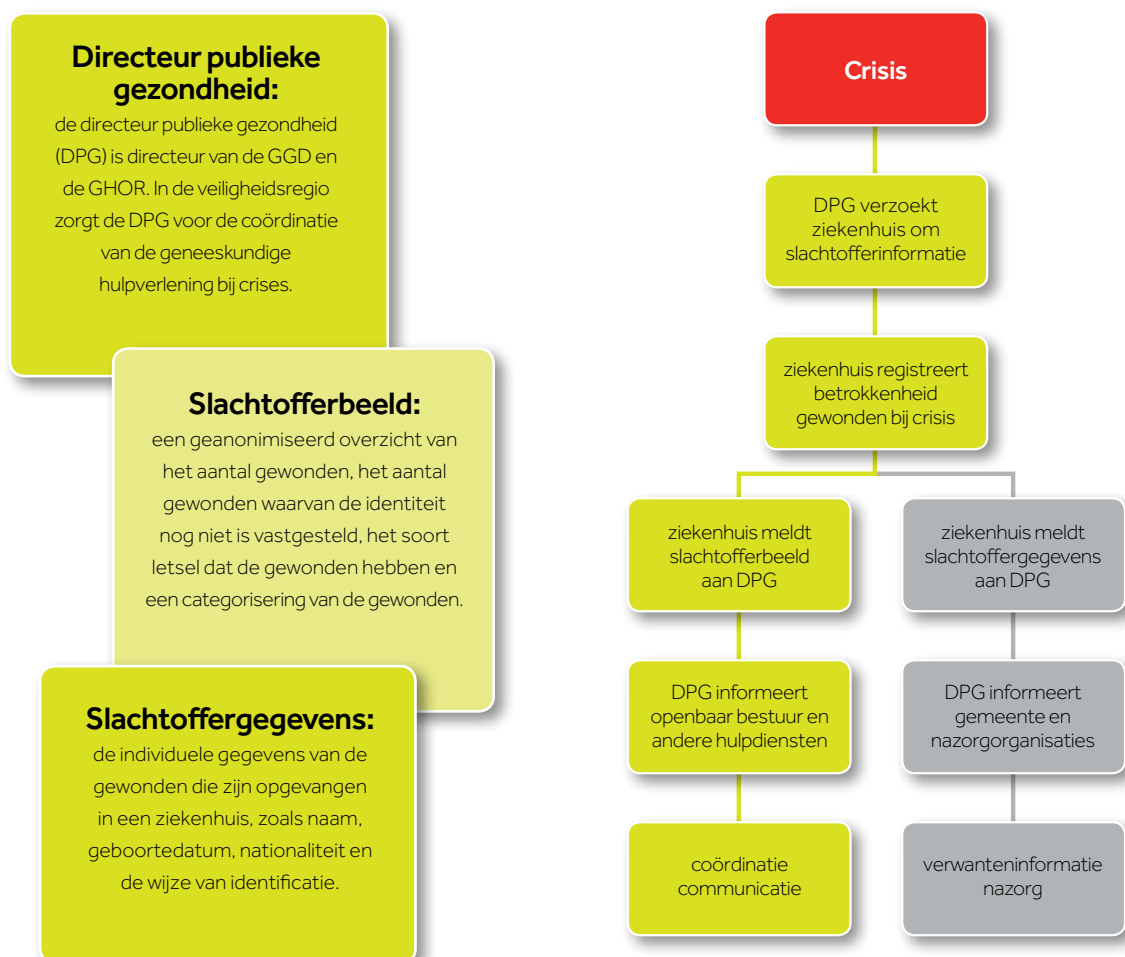 Directeur publieke
gezondheid:
de directeur publieke gezondheid
(DPG) is directeur van de GGD en
de GHOR. In de veiligheidsregio
zorgt de DPG voor de coördinatie
van de geneeskundige
hulpverlening bij crises.
Slachtofferbeeld:
een geanonimiseerd overzicht van
het aantal gewonden, het aantal
gewonden waarvan de identiteit
nog niet is vastgesteld, het soort
letsel dat de gewonden hebben en
een categorisering van de gewonden.
Slachtoffergegevens:
de individuele gegevens van de
gewonden die zijn opgevangen
in een ziekenhuis, zoals naam,
geboortedatum, nationaliteit en
de wijze van identificatie.
Crisis
DPG verzoekt
ziekenhuis om
slachtofferinformatie
ziekenhuis registreert
betrokkenheid
gewonden bij crisis
ziekenhuis meldt
slachtofferbeeld
aan DPG
ziekenhuis meldt
slachtoffergegevens
aan DPG
DPG informeert
openbaar bestuur en
andere hulpdiensten
DPG informeert
gemeente en
nazorgorganisaties
coördinatie
communicatie
verwanteninformatie
nazorg